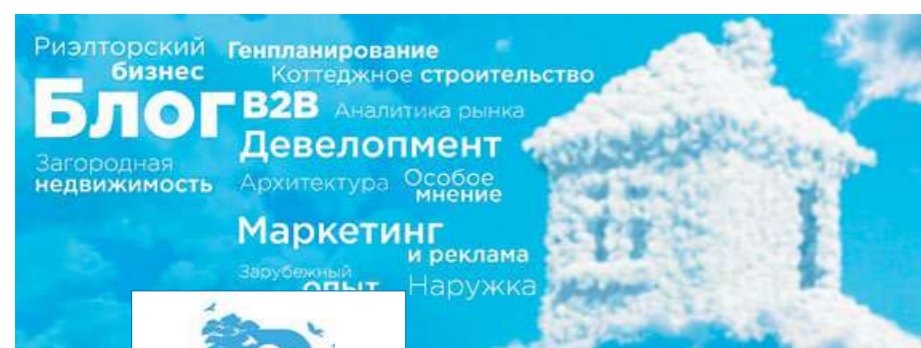 Риэлторский
бизнес
Блог
Загородная
недвижимость
Генпланирование
Коттеджное строительство
B2B Аналитика рынка
Девелопмент
Архитектура Особое
мнение
Маркетинг
и реклама
Зарубежный
опыт
Наружка